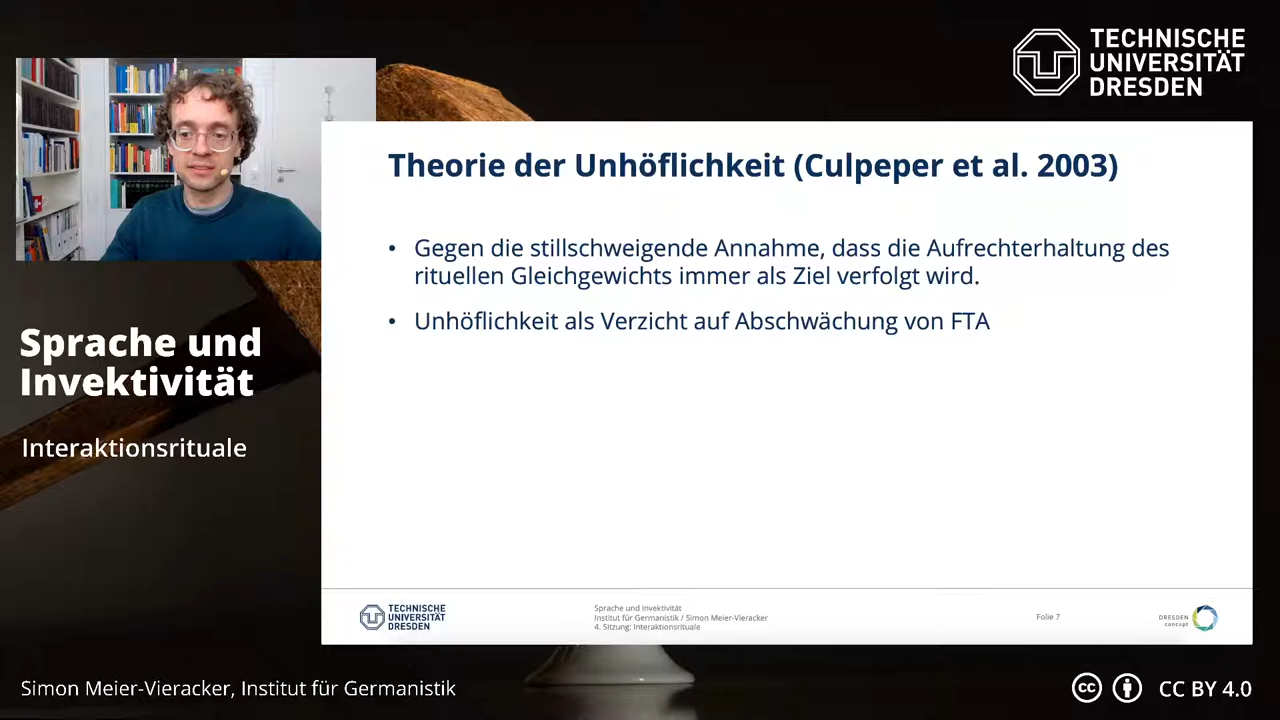 TECHNISCHE
UNIVERSITÄT
DRESDEN
Theorie der Unhöflichkeit (Culpeper et al. 2003)
• Gegen die stillschweigende Annahme, dass die Aufrechterhaltung des
rituellen Gleichgewichts immer als Ziel verfolgt wird.
• Unhöflichkeit als Verzicht auf Abschwächung von FTA
Sprache und
Invektivität
Interaktionsrituale
TECHNISCHE
UNIVERSITÄT
DRESDEN
Sprache und Invektivität
Institut für Germanistik / Simon Meier-Vieracker
4. Sitzung: Interaktionsrituale
Folie 7
DRESDEN
concept
Simon Meier-Vieracker, Institut für Germanistik
cc
CC BY 4.0